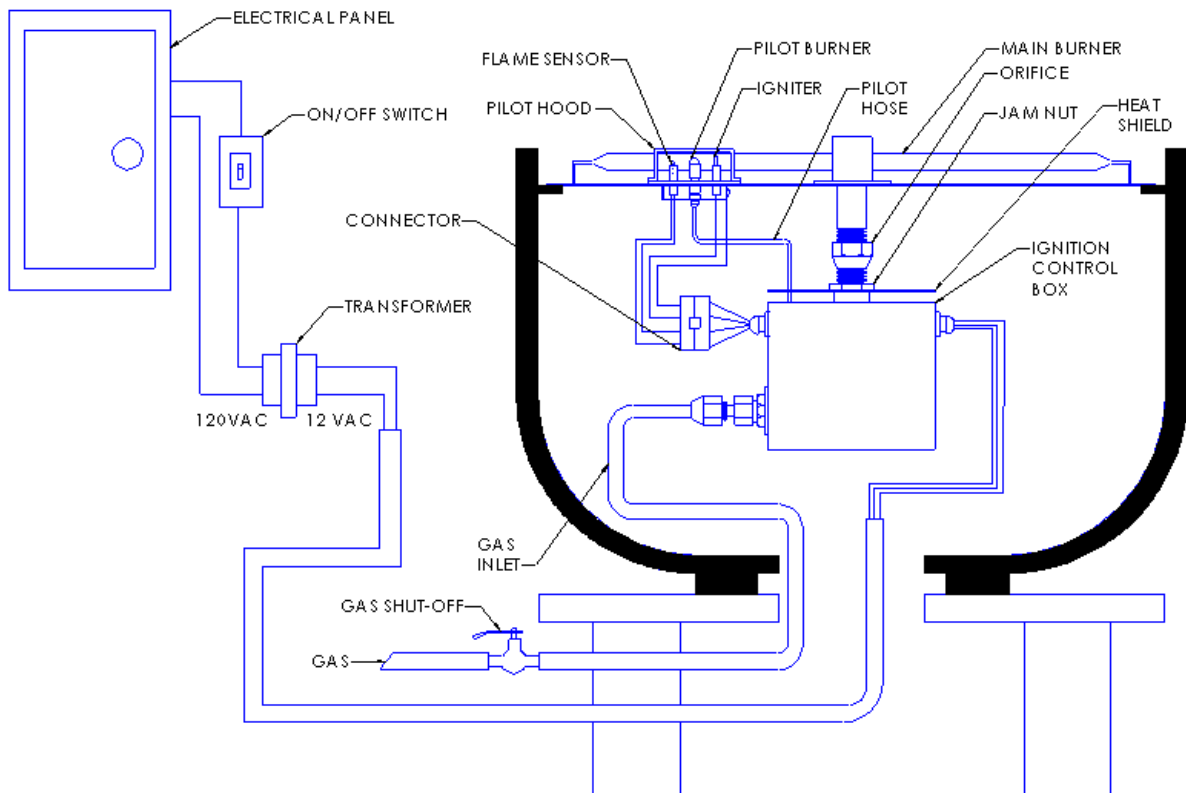 ELECTRICAL PANEL
PILOT BURNER
MAIN BURNER
FLAME SENSOR
ORIFICE
IGNITER
PILOT
HOSE
HEAT
SHIELD
PILOT HOOD
JAM NUT
ON/OFF SWITCH
CONNECTOR
IGNITION
CONTROL
BOX
TRANSFORMER
120VAC
12 VAC
GAS
INLET
GAS SHUT-OFF
GAS